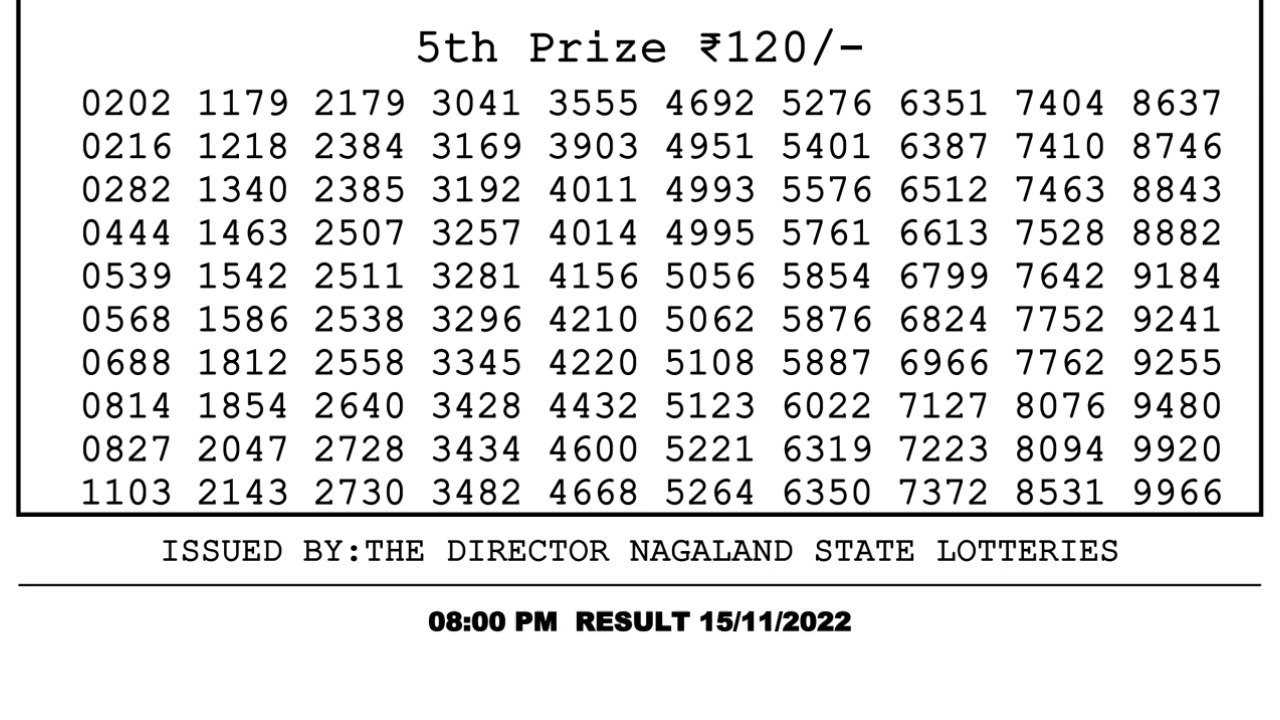 5th Prize ₹120/-
0202 1179 2179 3041 3555 4692 5276 6351 7404 8637
0216 1218 2384 3169 3903 4951 5401 6387 7410 8746
0282 1340 2385 3192 4011 4993 5576 6512 7463 8843
0444 1463 2507 3257 4014 4995 5761 6613 7528 8882
0539 1542 2511 3281 4156 5056 5854 6799 7642 9184
0568 1586 2538 3296 4210 5062 5876 6824 7752 9241
0688 1812 2558 3345 4220 5108 5887 6966 7762 9255
0814 1854 2640 3428 4432 5123 6022 7127 8076 9480
0827 2047 2728 3434 4600 5221 6319 7223 8094 9920
1103 2143 2730 3482 4668 5264 6350 7372 8531 9966
ISSUED BY:THE DIRECTOR NAGALAND STATE LOTTERIES
08:00 PM RESULT 15/11/2022